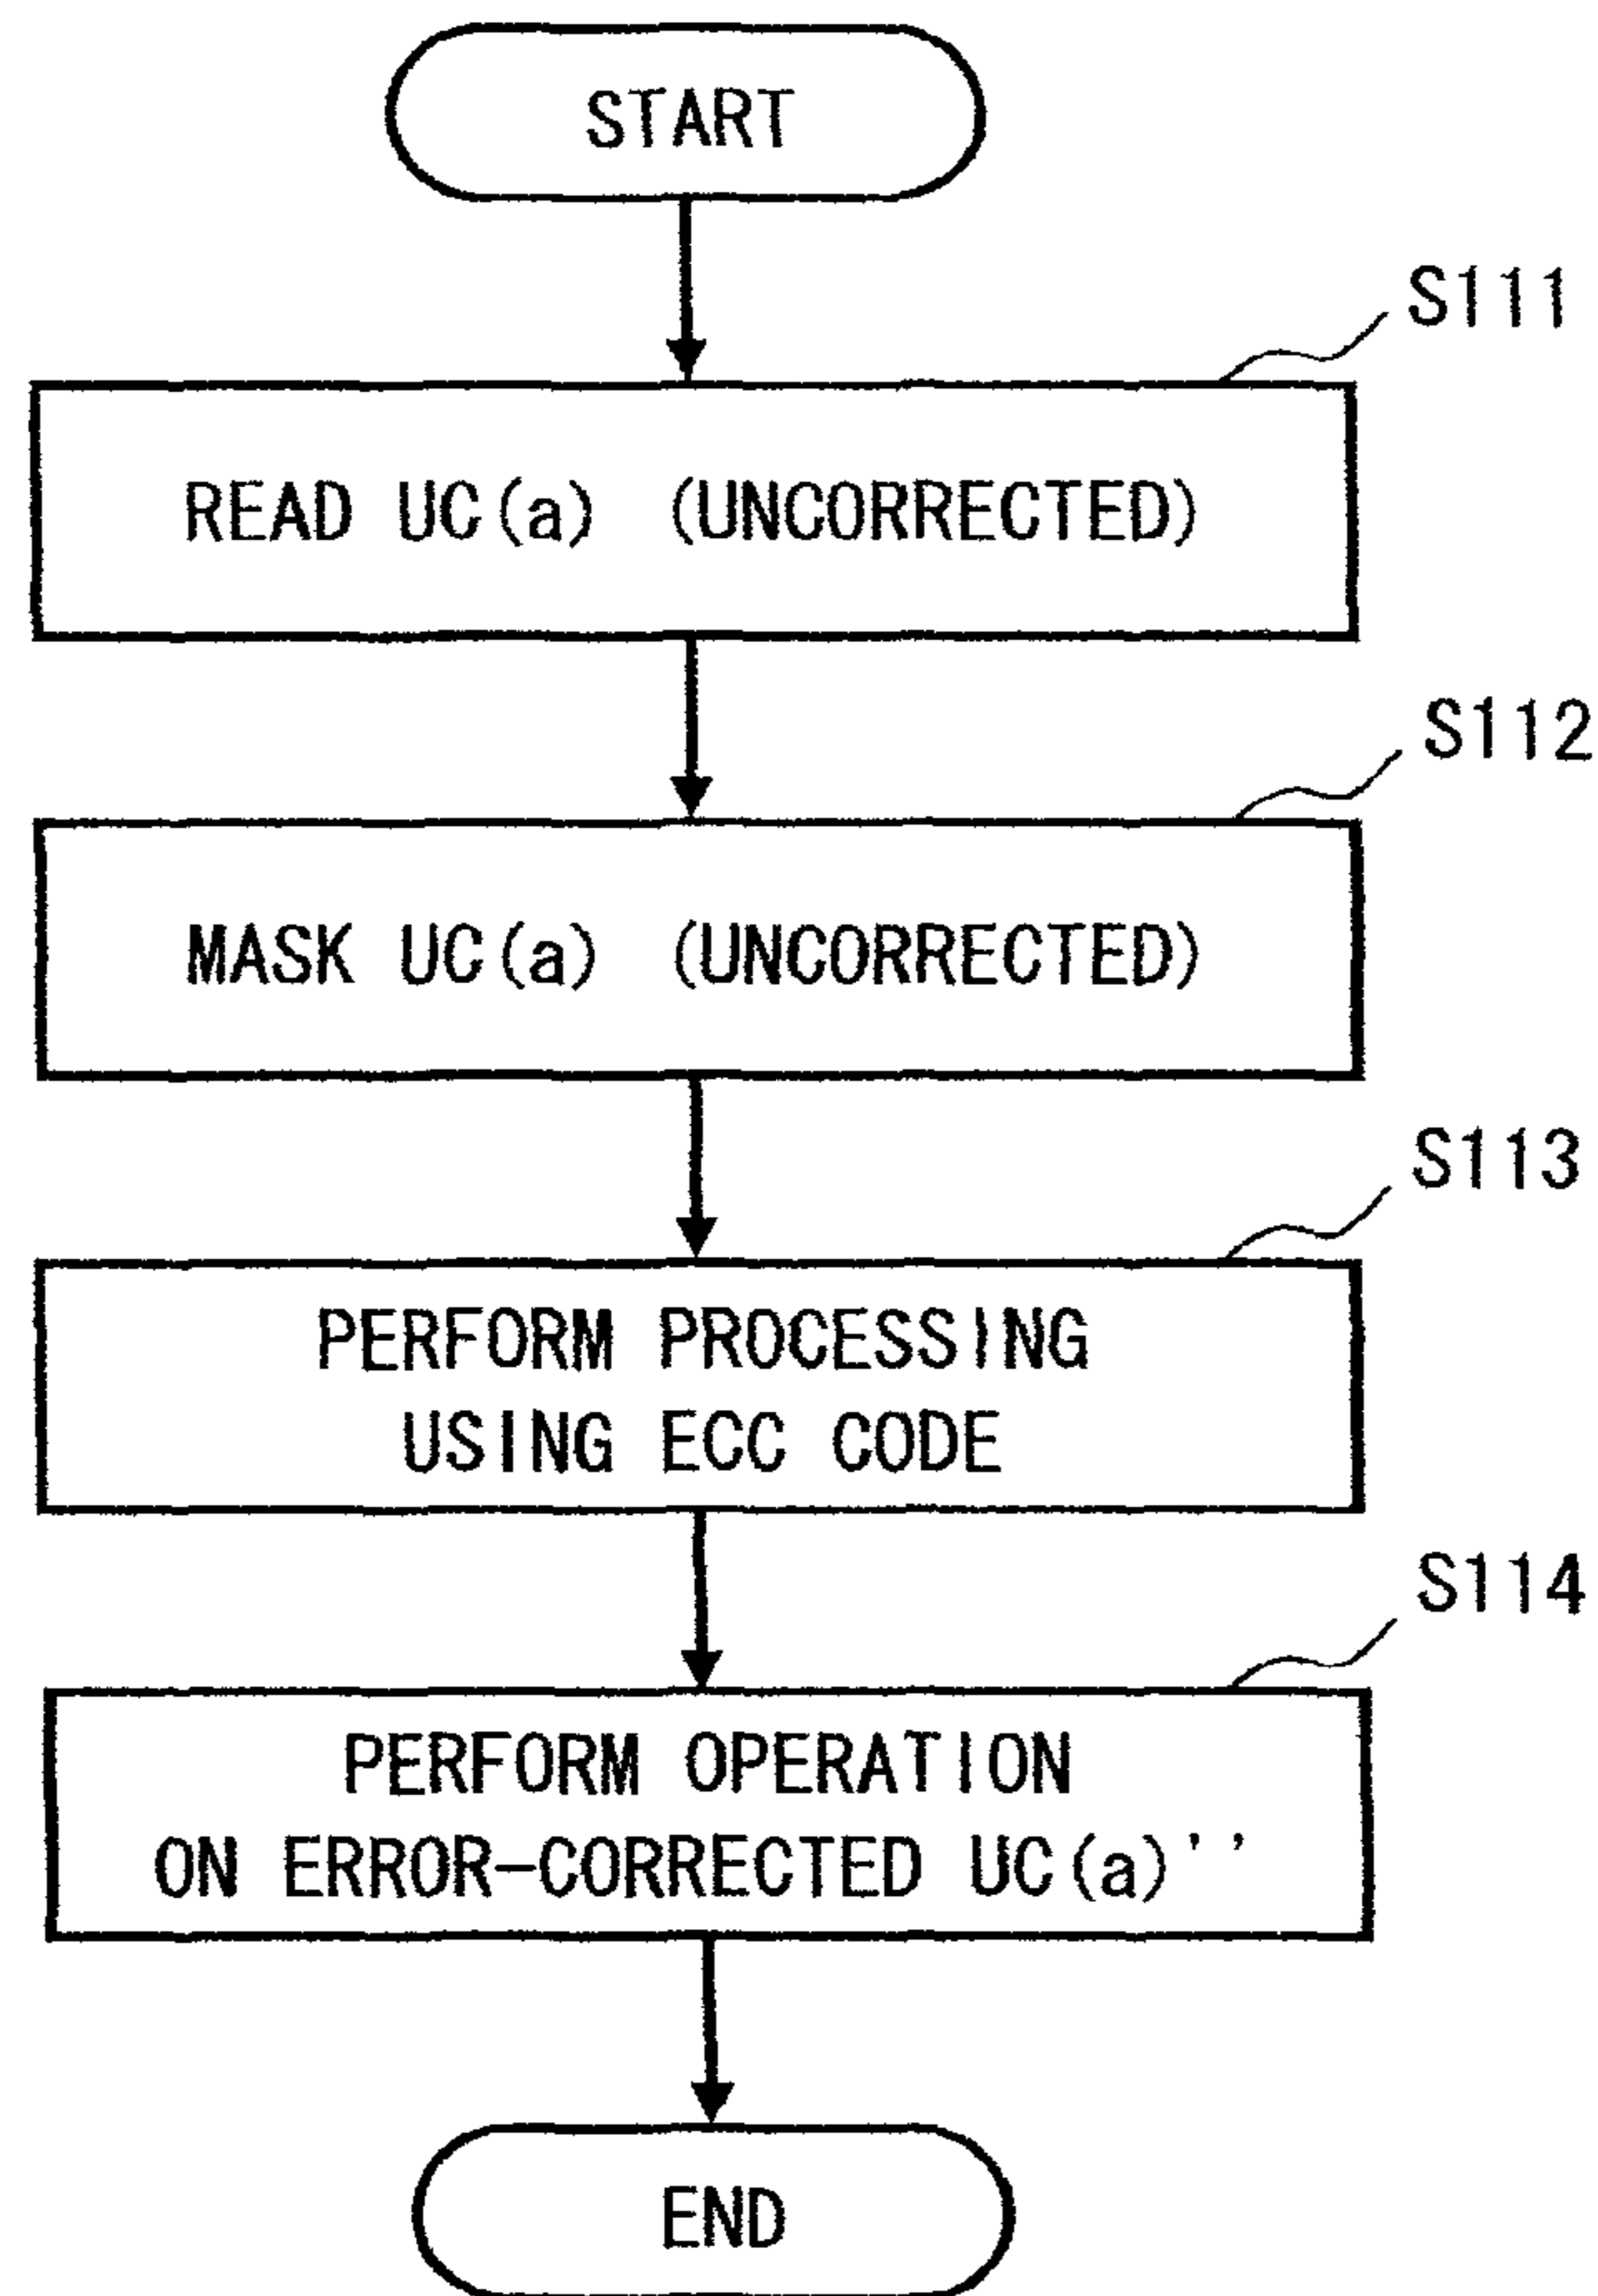 START
S111
READ UC(a) (UNCORRECTED)
S112
MASK UC(a) (UNCORRECTED)
S113
PERFORM PROCESSING
USING ECC CODE
S114
PERFORM OPERATION
ON ERROR-CORRECTED UC(a)''
END